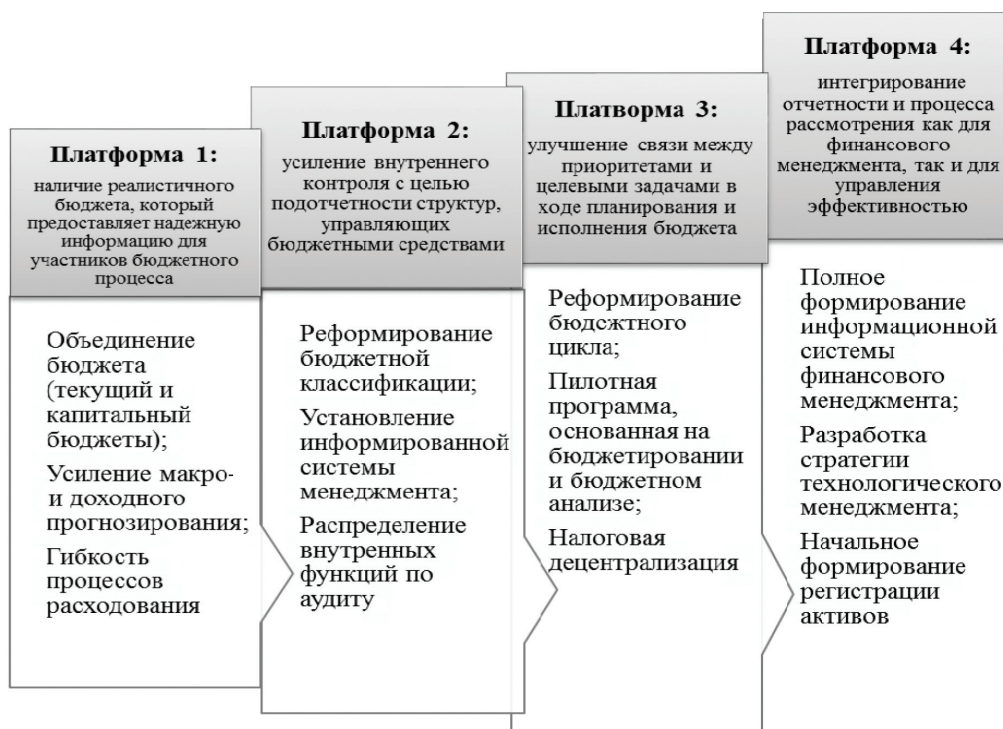 Платформа 1:
наличие реалистичного
бюджета, который
предоставляет надежную
информацию для
участников бюджетного
процесса
Объединение
бюджета
(текущий и
капитальный
бюджеты);
Усиление макро-
и доходного
прогнозирования;
Гибкость
процессов
расходования
Платформа 2:
усиление внутреннего
контроля с целью
подотчетности структур,
управляющих
бюджетными средствами
Реформирование
бюджетной
классификации;
Установление
информированной
системы
менеджмента;
Распределение
внутренных
функций по
аудиту
Платворма 3:
улучшение связи между
приоритетами и
целевыми задачами в
ходе планирования и
исполнения бюджета
Реформирование
бюдсжтного
цикла;
Пилотная
программа,
основанная на
бюджетировании
и бюджетном
анализе;
Налоговая
децентрализация
Платформа 4:
интегрирование
отчетности и процесса
рассмотрения как для
финансового
менеджмента, так и для
управления
эффективностью
Полное
формирование
информационной
системы
финансового
менеджмента;
Разработка
стратегии
технологического
менеджмента;
Начальное
формирование
регистрации
активов